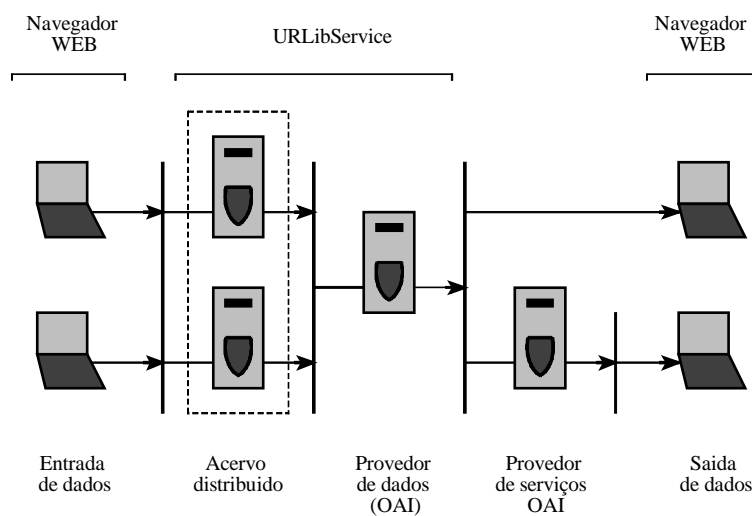 Navegador
WEB
URLibService
Navegador
WEB
Entrada
de dados
Acervo
distribuido
Provedor
de dados
(OAI)
Provedor
de serviços
OAI
Saida
de dados